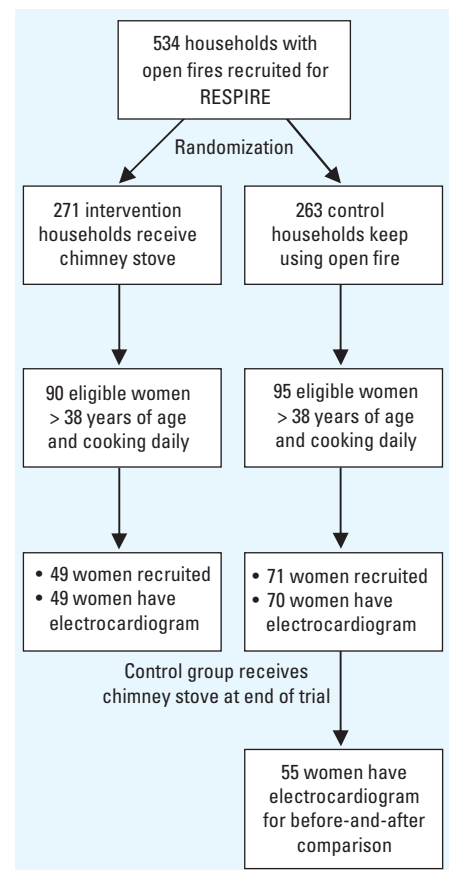 534 households with
open fires recruited for
RESPIRE
Randomization
271 intervention
households receive
chimney stove
263 control
households keep
using open fire
90 eligible women
> 38 years of age
and cooking daily
95 eligible women
> 38 years of age
and cooking daily
• 49 women recruited
• 49 women have
electrocardiogram
• 71 women recruited
• 70 women have
electrocardiogram
Control group receives
chimney stove at end of trial
55 women have
electrocardiogram
for before-and-after
comparison